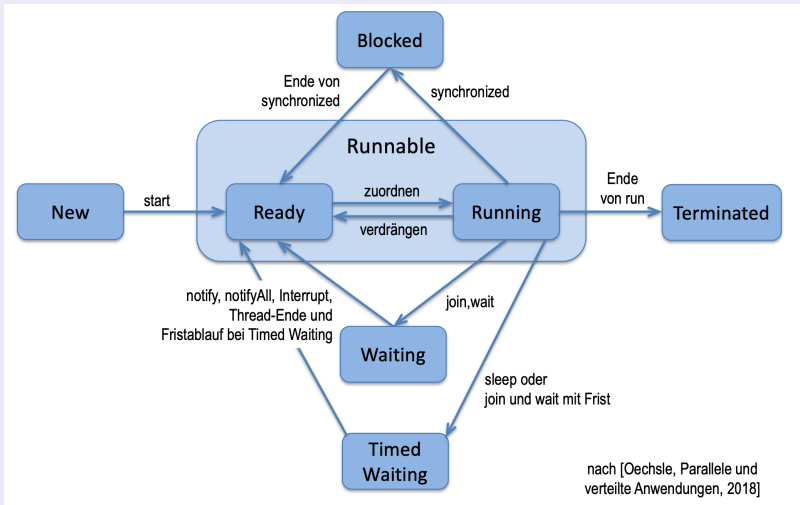 Blocked
Ende von
synchronized
synchronized
Runnable
New
start
Ready
zuordnen
verdrängen
Running
Ende
von run
Terminated
notify, notifyAll, Interrupt,
Thread-Ende und
Fristablauf bei Timed Waiting
join,wait
Waiting
sleep oder
join und wait mit Frist
Timed
Waiting
nach [Oechsle, Parallele und
verteilte Anwendungen, 2018]